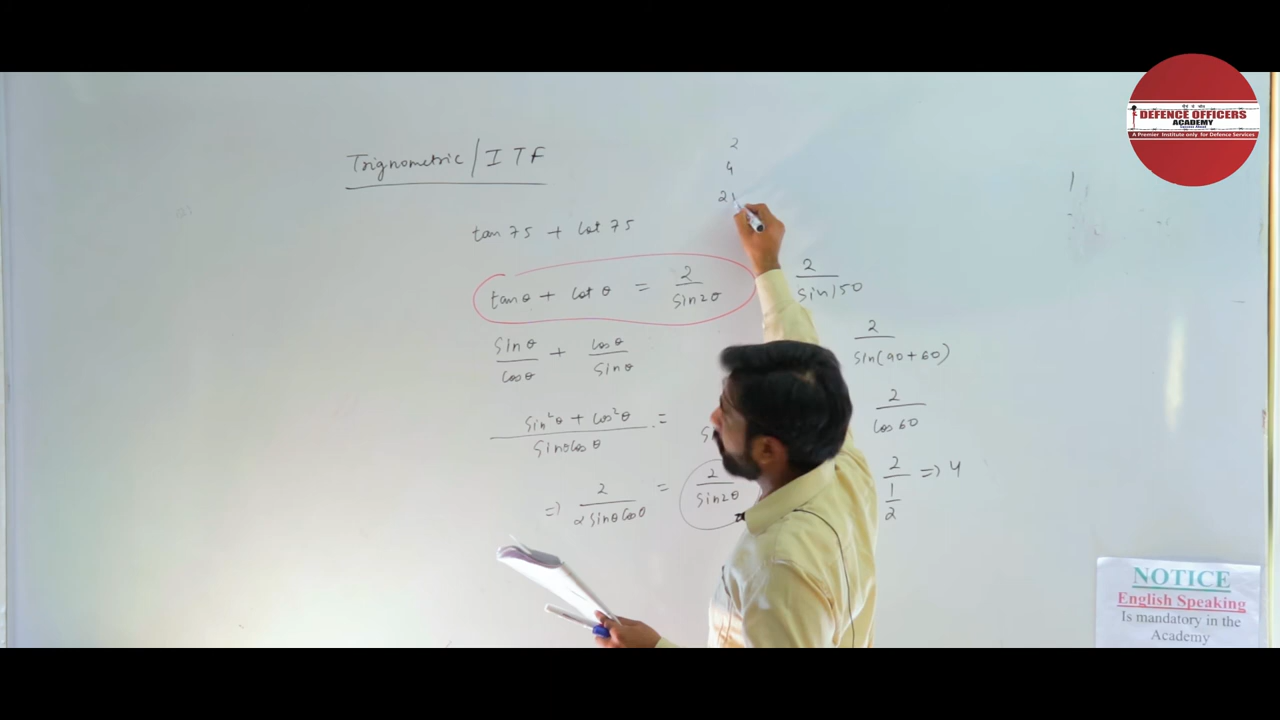 Trignometric / ITF
2
4
2
tan 75 + cot 75
tanθ + cot θ = 2/sin2θ
2/sin150
sinθ/cosθ + cosθ/sinθ
2/sin(90+60)
sin²θ + cos²θ/sinθcosθ =
2/cos60
=> 2/2 sinθcosθ = 2/sin2θ
2/1/2 => 4
DEFENCE OFFICERS
ACADEMY
A Premier Institute only for Defence Services
NOTICE
English Speaking
Is mandatory in the
Academy